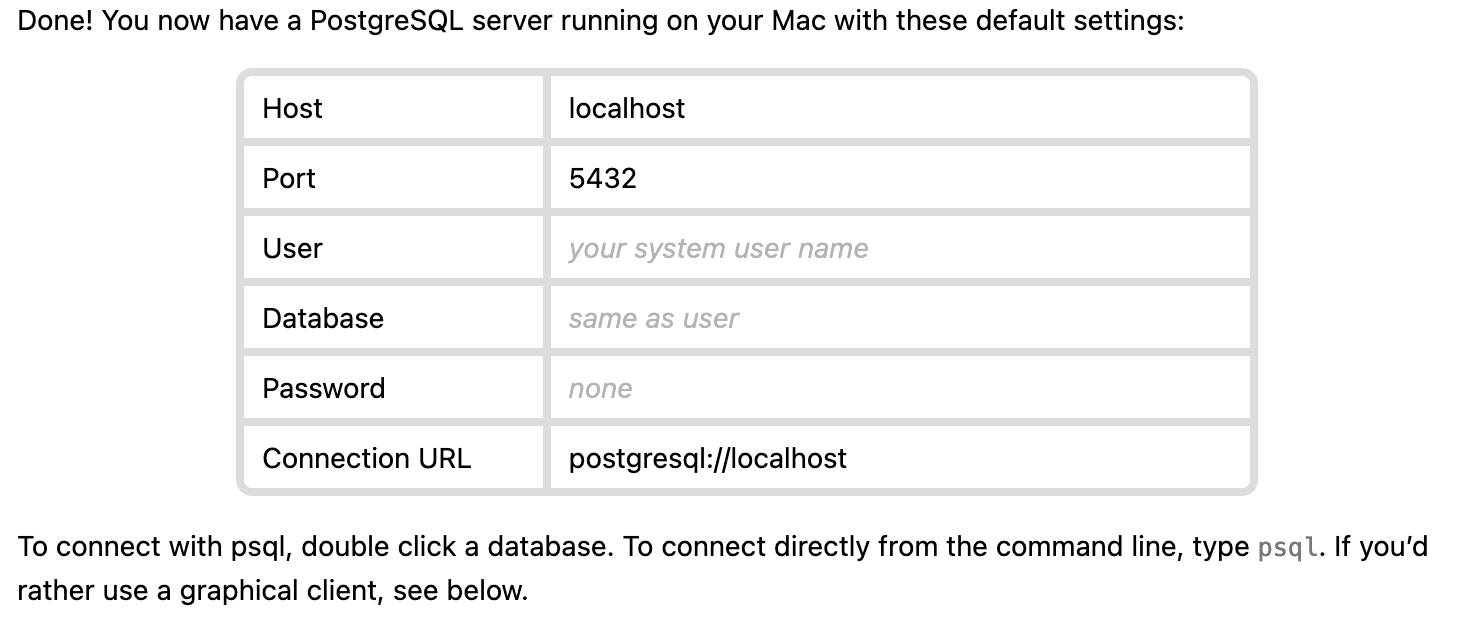 Done! You now have a PostgreSQL server running on your Mac with these default settings:
Host localhost
Port 5432
User your system user name
Database same as user
Password none
Connection URL postgresql://localhost
To connect with psql, double click a database. To connect directly from the command line, type psql. If you’d
rather use a graphical client, see below.